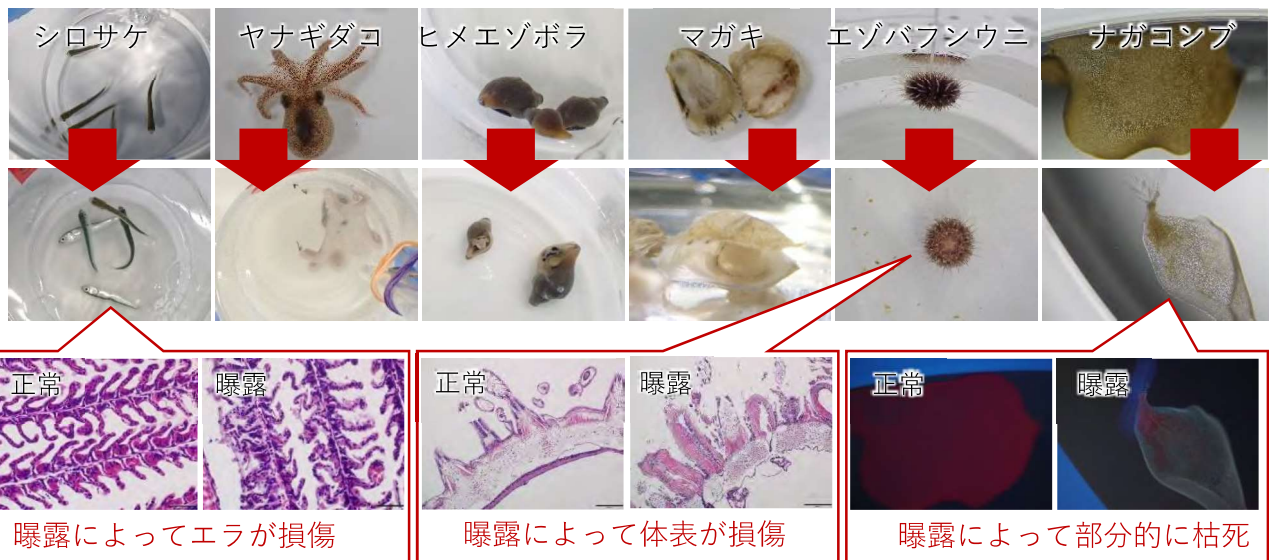 シロサケ
ヤナギダコ
ヒメエゾボラ
マガキ
エゾバフンウニ
ナガコンブ
正常
曝露
正常
曝露
正常
曝露
曝露によってエラが損傷
曝露によって体表が損傷
曝露によって部分的に枯死